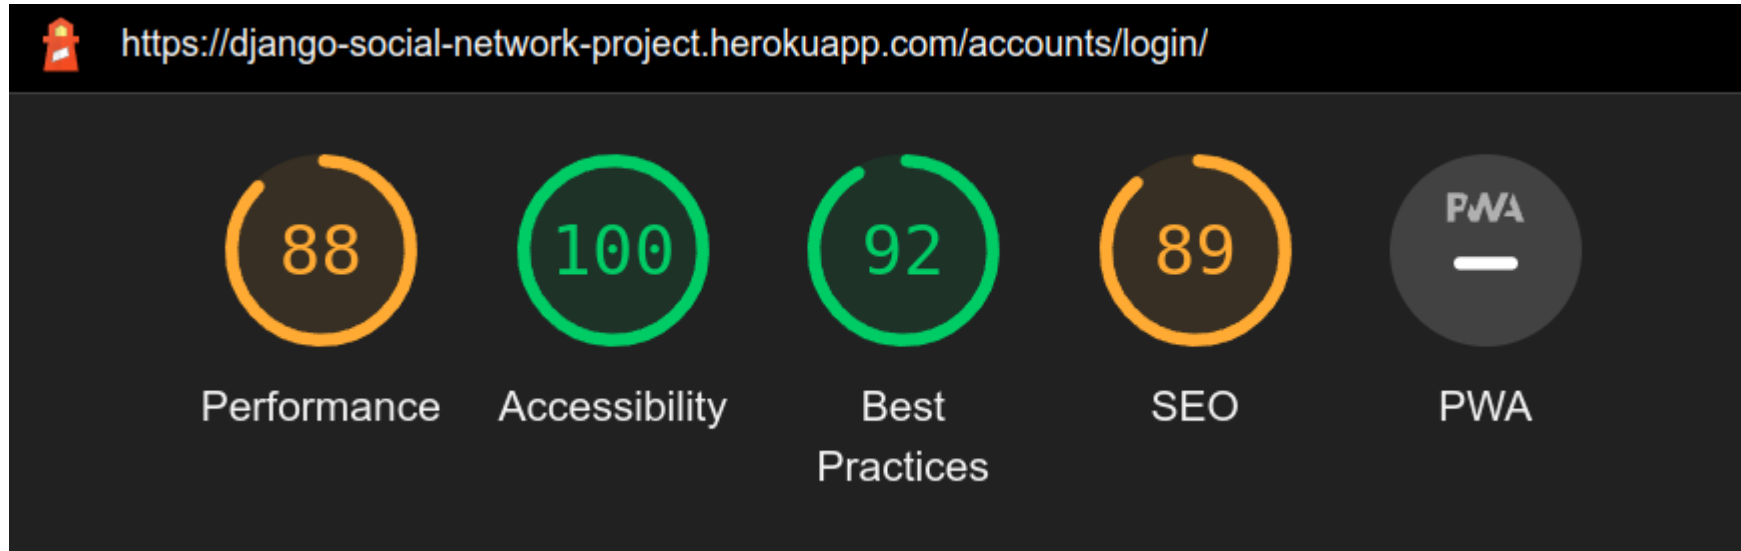 https://django-social-network-project.herokuapp.com/accounts/login/
88
100
92
89
PWA
Performance
Accessibility
Best
Practices
SEO
PWA